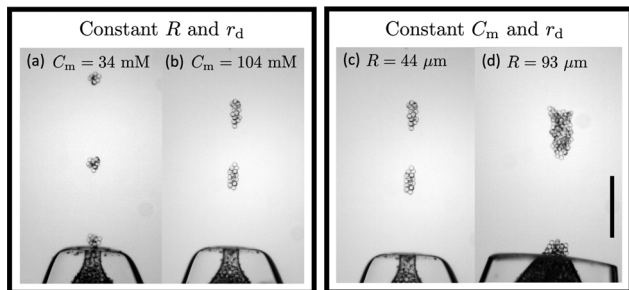 Constant R and r_d
(a) C_m = 34 mM
(b) C_m = 104 mM
Constant C_m and r_d
(c) R = 44 μm
(d) R = 93 μm